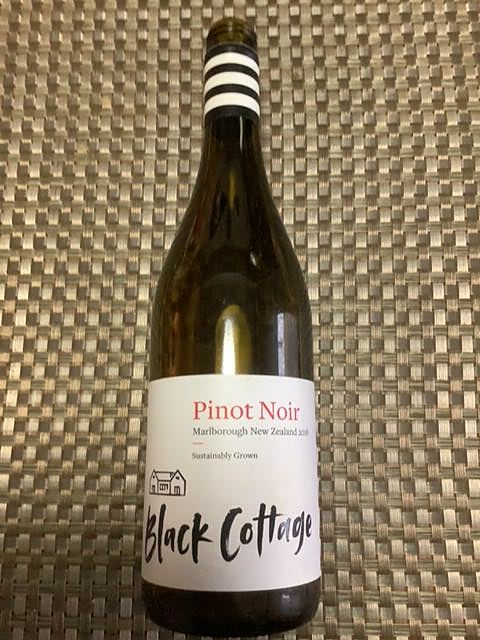 Pinot Noir
Marlborough New Zealand
Sustainably Grown
Black Cottage